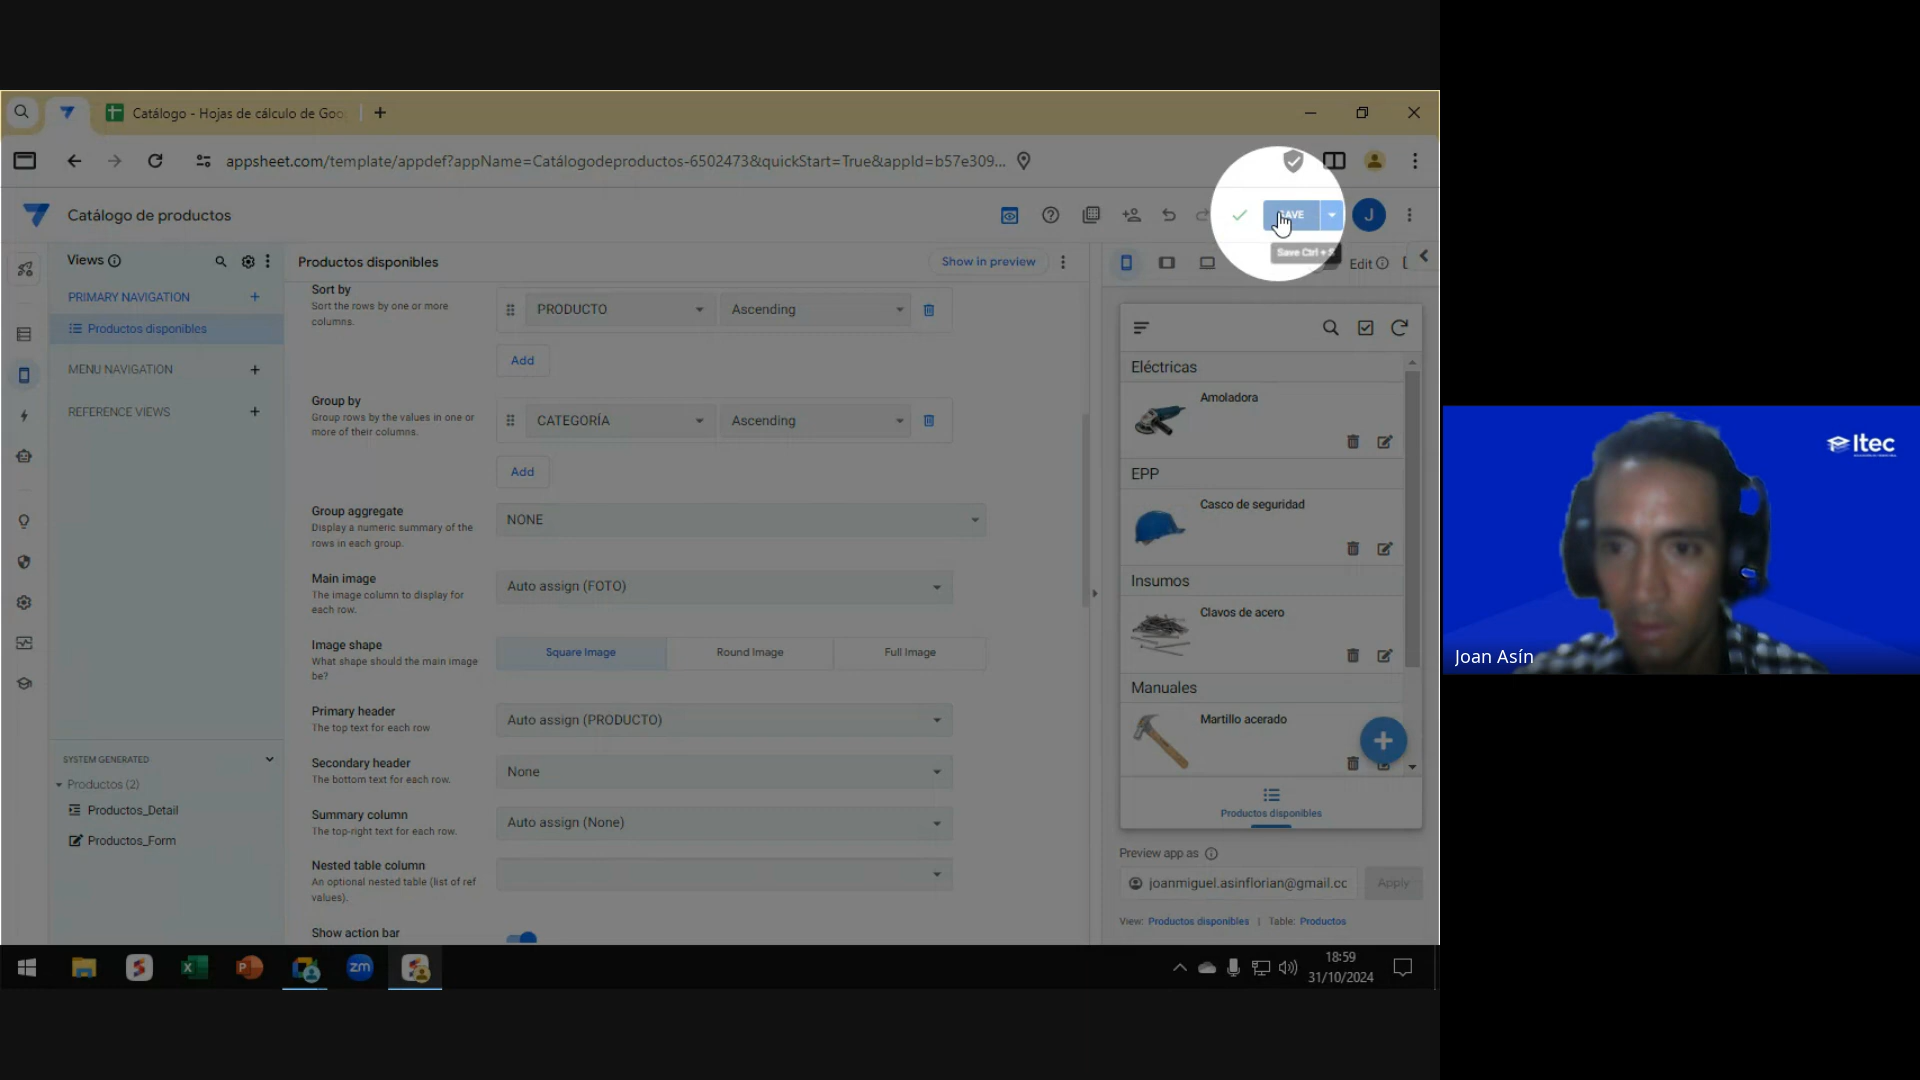 Catálogo - Hojas de cálculo de Goo
appsheet.com/template/appdef?appName=Catálogodeproductos-6502473&quickStart=True&appId=b57e309...
Catálogo de productos
SAVE
J
Save Ctrl + S
Views
Productos disponibles
Show in preview
Edit
PRIMARY NAVIGATION
Productos disponibles
MENU NAVIGATION
REFERENCE VIEWS
SYSTEM GENERATED
Productos (2)
Productos_Detail
Productos_Form
Sort by
Sort the rows by one or more
columns.
PRODUCTO
Ascending
Add
Group by
Group rows by the values in one or
more of their columns.
CATEGORÍA
Ascending
Add
Group aggregate
Display a numeric summary of the
rows in each group.
NONE
Main image
The image column to display for
each row.
Auto assign (FOTO)
Image shape
What shape should the main image
be?
Square Image
Round Image
Full Image
Primary header
The top text for each row
Auto assign (PRODUCTO)
Secondary header
The bottom text for each row.
None
Summary column
The top-right text for each row.
Auto assign (None)
Nested table column
An optional nested table (list of ref
values).
Show action bar
Eléctricas
Amoladora
EPP
Casco de seguridad
Insumos
Clavos de acero
Manuales
Martillo acerado
Productos disponibles
Preview app as
joanmiguel.asinflorian@gmail.cc
Apply
View: Productos disponibles | Table: Productos
zm
18:59
31/10/2024
Itec
Joan Asín